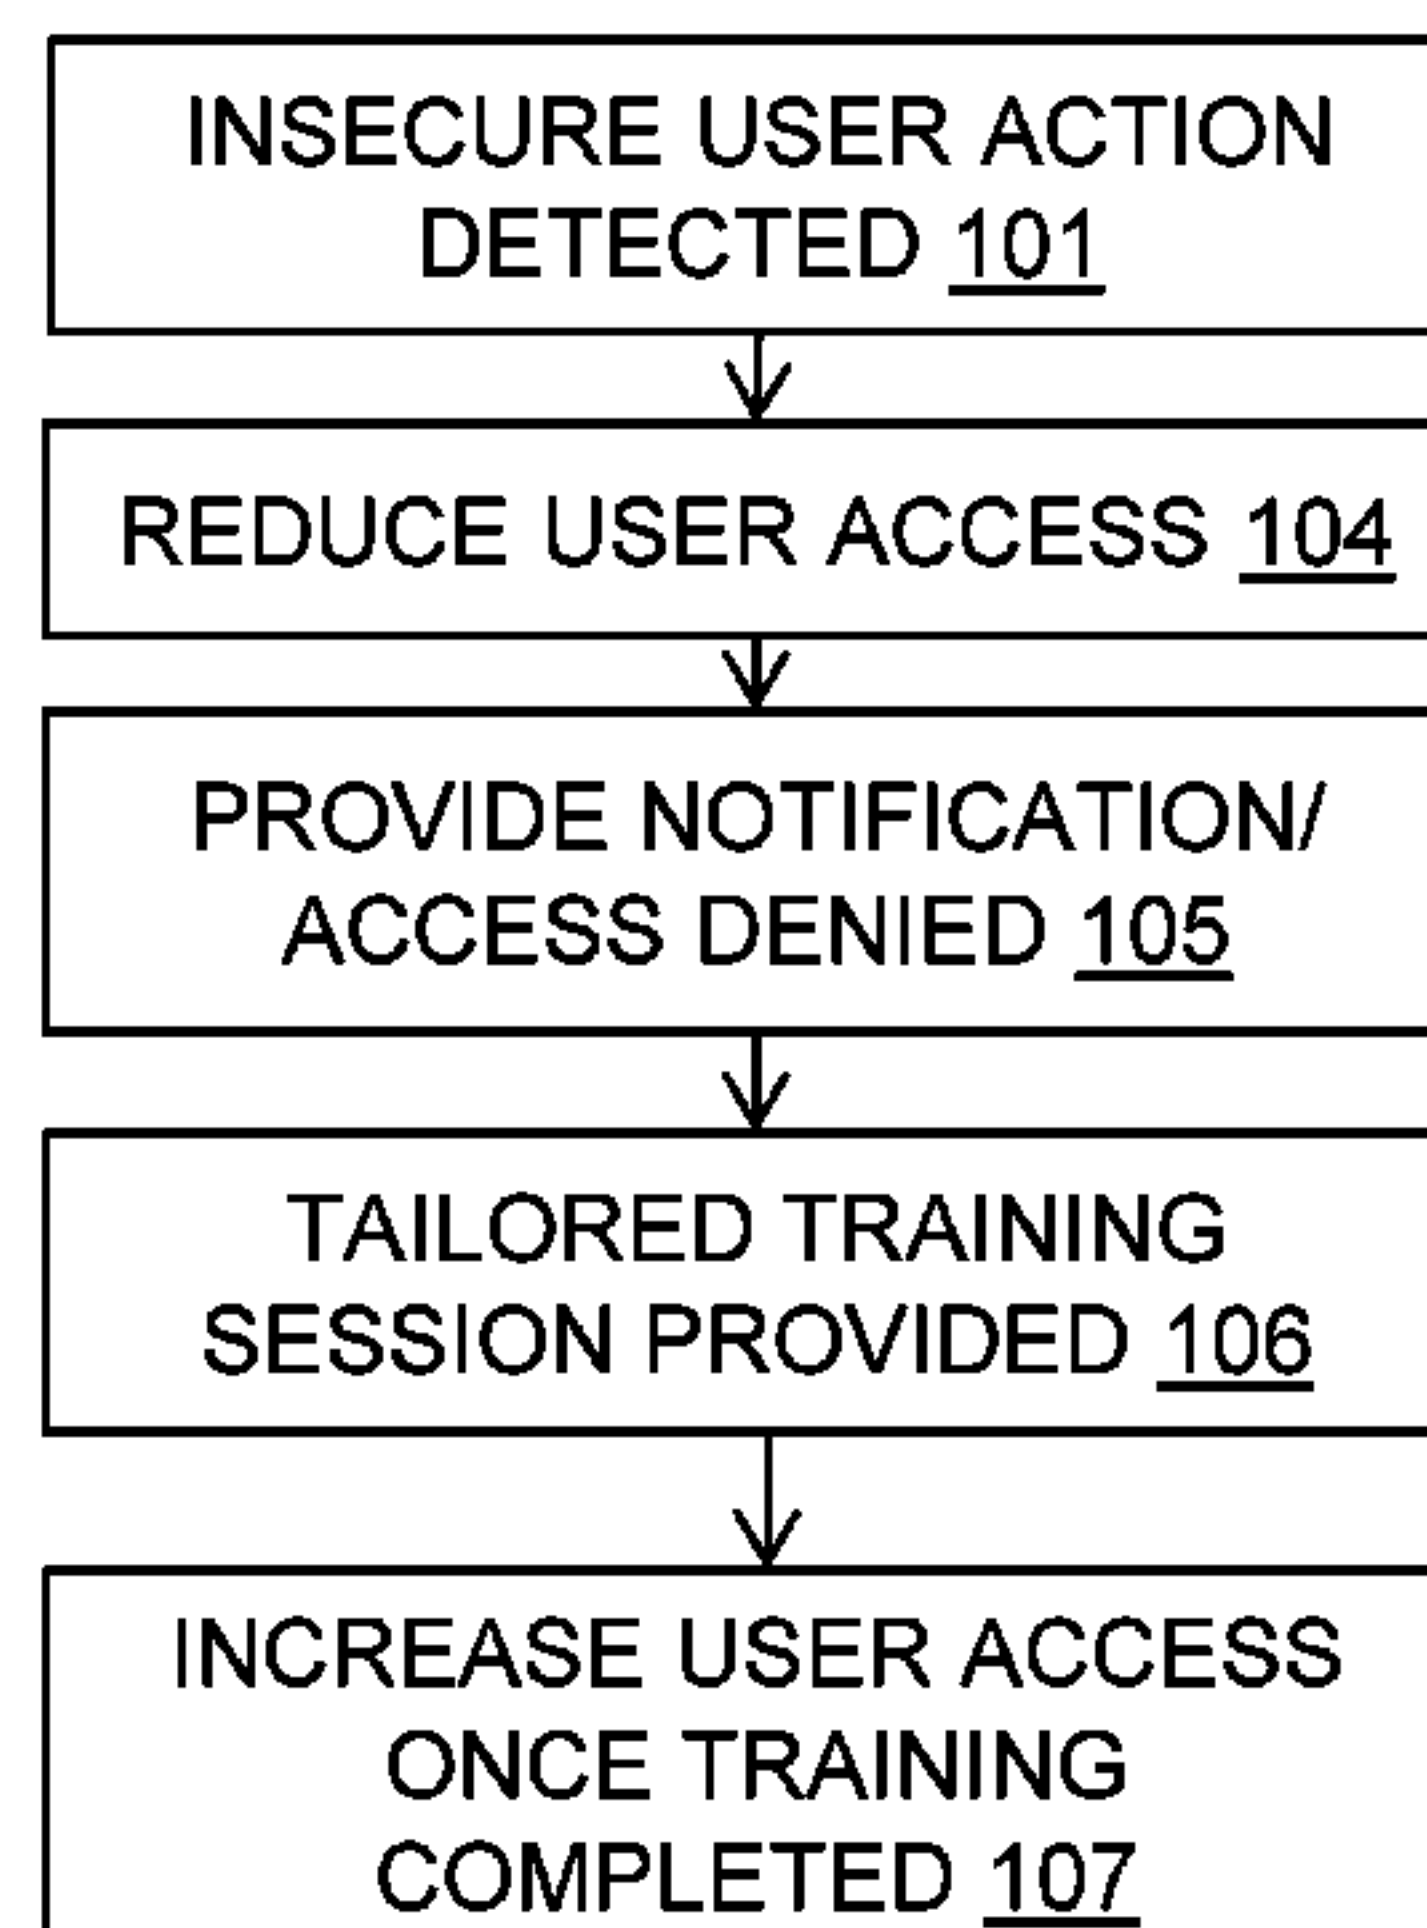 INSECURE USER ACTION
DETECTED 101
REDUCE USER ACCESS 104
PROVIDE NOTIFICATION/
ACCESS DENIED 105
TAILORED TRAINING
SESSION PROVIDED 106
INCREASE USER ACCESS
ONCE TRAINING
COMPLETED 107